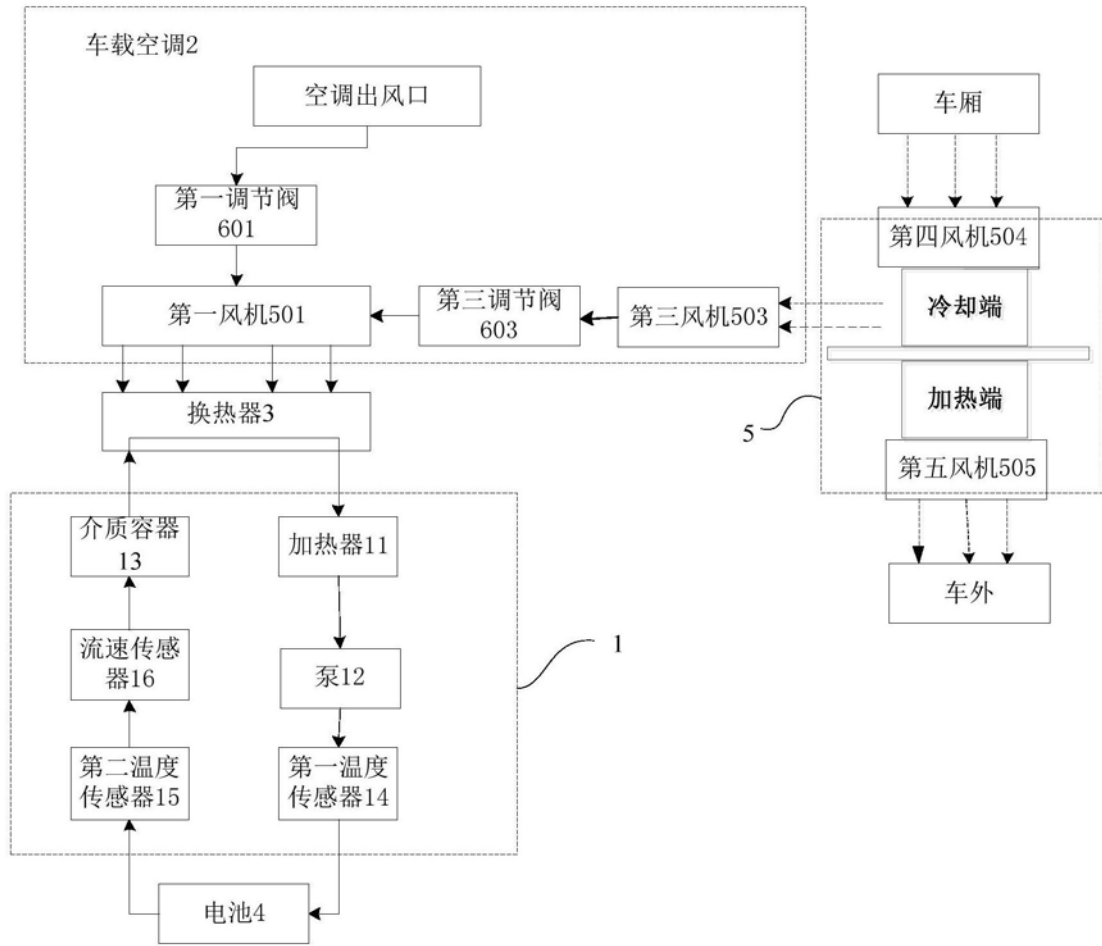 车载空调2
空调出风口
车厢
第一调节阀
601
第四风机504
冷却端
第一风机501
第三调节阀
603
第三风机503
换热器3
加热端
5
第五风机505
介质容器
13
加热器11
车外
流速传感
器16
泵12
1
第二温度
传感器15
第一温度
传感器14
电池4